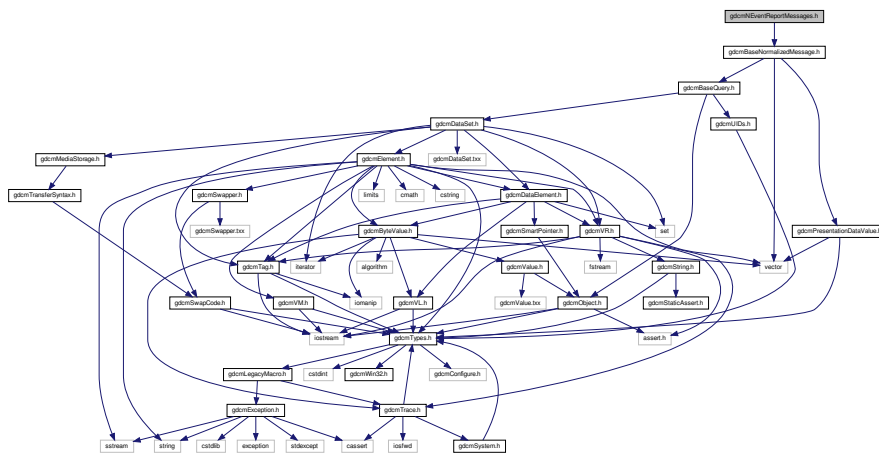 gdcmNEventReportMessages.h
gdcmBaseNormalizedMessage.h
gdcmBaseQuery.h
gdcmDataSet.h
gdcmUIDs.h
gdcmMediaStorage.h
gdcmElement.h
gdcmDataSet.txx
gdcmTransferSyntax.h
gdcmSwapper.h
limits
cmath
cstring
gdcmDataElement.h
gdcmSwapper.txx
gdcmByteValue.h
gdcmSmartPointer.h
gdcmVR.h
set
gdcmPresentationDataValue.h
gdcmTag.h
iterator
algorithm
gdcmValue.h
fstream
gdcmString.h
vector
gdcmSwapCode.h
gdcmVM.h
iomanip
gdcmVL.h
gdcmValue.txx
gdcmObject.h
gdcmStaticAssert.h
iostream
gdcmTypes.h
assert.h
gdcmLegacyMacro.h
cstdint
gdcmWin32.h
gdcmConfigure.h
gdcmException.h
gdcmTrace.h
sstream
string
cstdlib
exception
stdexcept
cassert
iosfwd
gdcmSystem.h